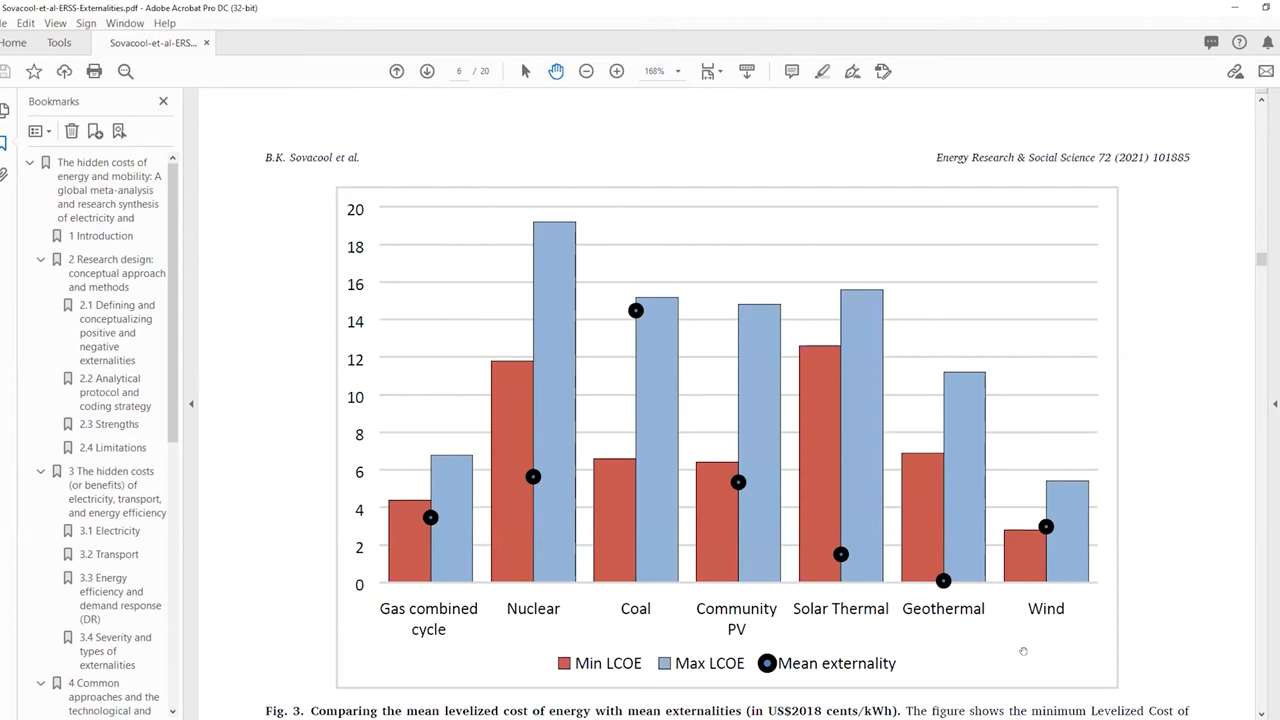 Sovacool-et-al-ERSS-Externalities.pdf - Adobe Acrobat Pro DC (32-bit)
Edit View Sign Window Help
Home Tools Sovacool-et-al-ERS... ×
6 / 20 168%
Bookmarks
The hidden costs of
energy and mobility: A
global meta-analysis
and research synthesis
of electricity and
1 Introduction
2 Research design:
conceptual approach
and methods
2.1 Defining and
conceptualizing
positive and
negative
externalities
2.2 Analytical
protocol and
coding strategy
2.3 Strengths
2.4 Limitations
3 The hidden costs
(or benefits) of
electricity, transport,
and energy efficiency
3.1 Electricity
3.2 Transport
3.3 Energy
efficiency and
demand response
(DR)
3.4 Severity and
types of
externalities
4 Common
approaches and the
technological and
B.K. Sovacool et al.
Energy Research & Social Science 72 (2021) 101885
20
18
16
14
12
10
8
6
4
2
0
Gas combined
cycle
Nuclear
Coal
Community
PV
Solar Thermal
Geothermal
Wind
Min LCOE Max LCOE Mean externality
Fig. 3. Comparing the mean levelized cost of energy with mean externalities (in US$2018 cents/kWh). The figure shows the minimum Levelized Cost of